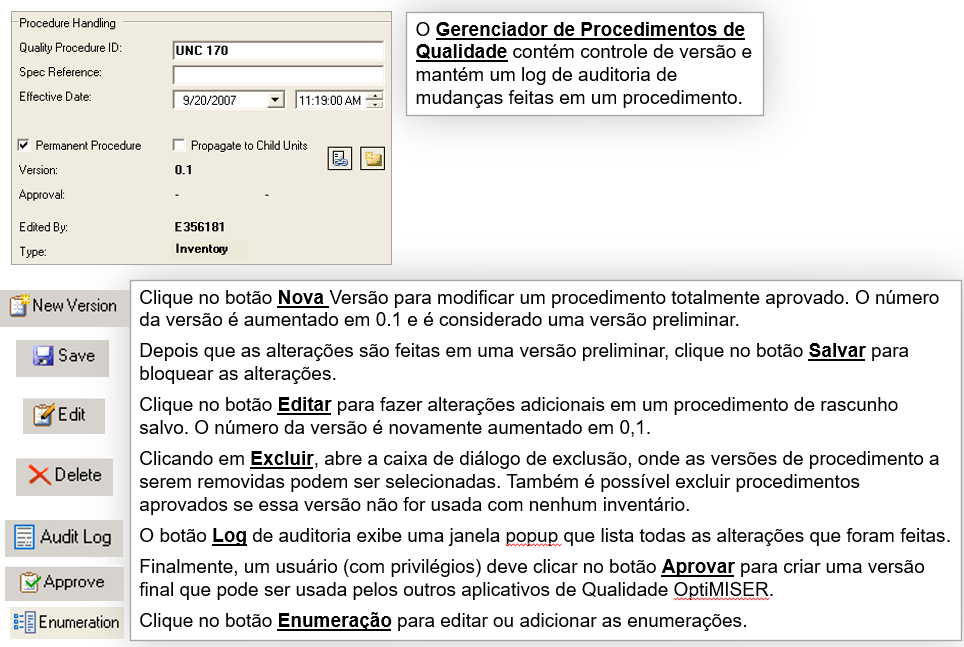 Procedure Handling
Quality Procedure ID: UNC 170
Spec Reference:
Effective Date: 9/20/2007 11:19:00 AM
Permanent Procedure Propagate to Child Units
Version: 0.1
Approval: - -
Edited By: E356181
Type: Inventory
O Gerenciador de Procedimentos de
Qualidade contém controle de versão e
mantém um log de auditoria de
mudanças feitas em um procedimento.
New Version
Clique no botão Nova Versão para modificar um procedimento totalmente aprovado. O número
da versão é aumentado em 0.1 e é considerado uma versão preliminar.
Save
Depois que as alterações são feitas em uma versão preliminar, clique no botão Salvar para
bloquear as alterações.
Edit
Clique no botão Editar para fazer alterações adicionais em um procedimento de rascunho
salvo. O número da versão é novamente aumentado em 0,1.
Delete
Clicando em Excluir, abre a caixa de diálogo de exclusão, onde as versões de procedimento a
serem removidas podem ser selecionadas. Também é possível excluir procedimentos
aprovados se essa versão não for usada com nenhum inventário.
Audit Log
O botão Log de auditoria exibe uma janela popup que lista todas as alterações que foram feitas.
Approve
Finalmente, um usuário (com privilégios) deve clicar no botão Aprovar para criar uma versão
final que pode ser usada pelos outros aplicativos de Qualidade OptiMISER.
Enumeration
Clique no botão Enumeração para editar ou adicionar as enumerações.